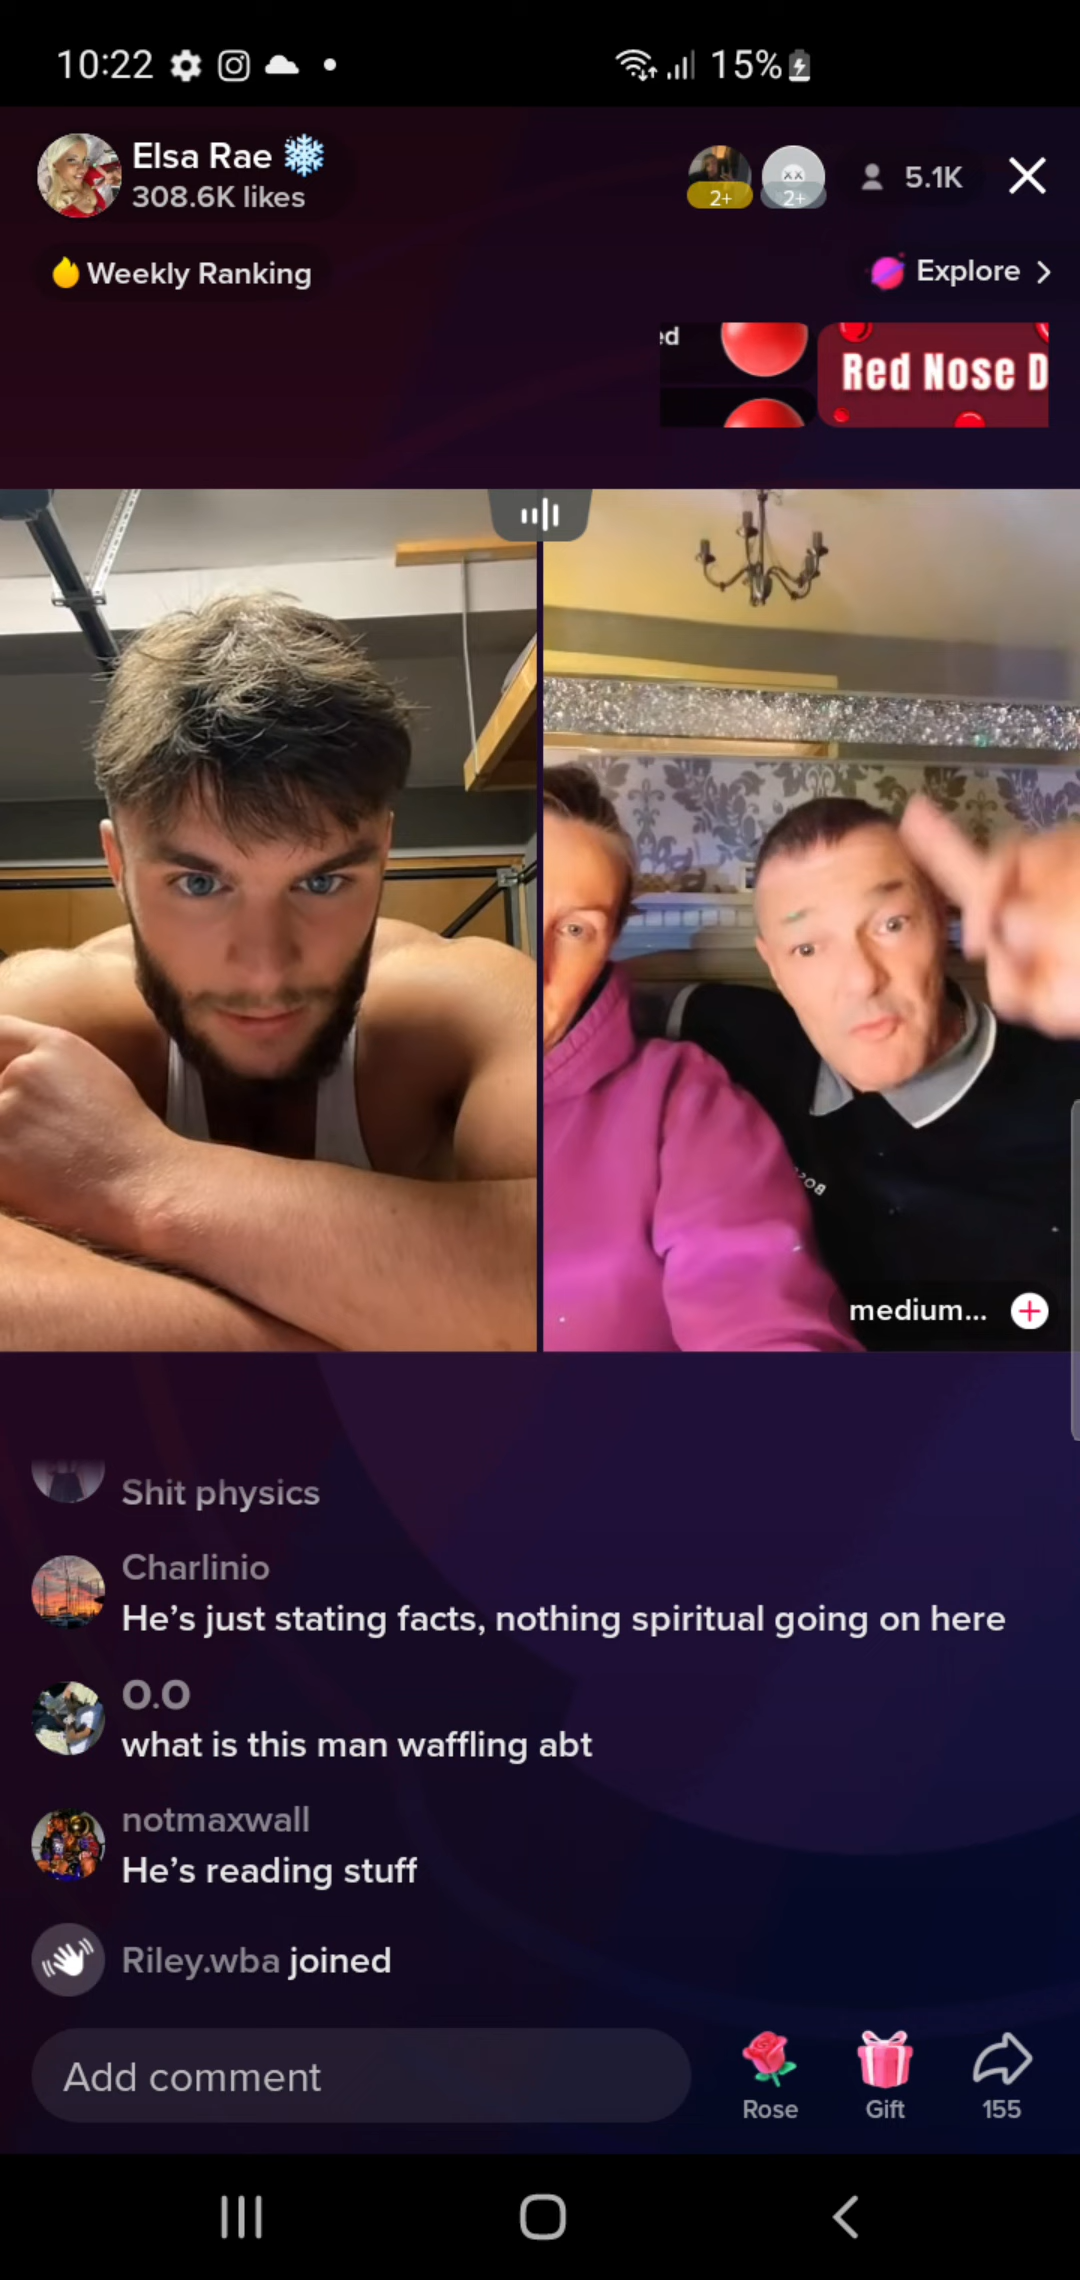 10:22
15%
Elsa Rae
308.6K likes
2+
2+
5.1K
Weekly Ranking
Explore
ed
Red Nose D
medium...
Shit physics
Charlinio
He's just stating facts, nothing spiritual going on here
O.O
what is this man waffling abt
notmaxwall
He's reading stuff
Riley.wba joined
Add comment
Rose
Gift
155